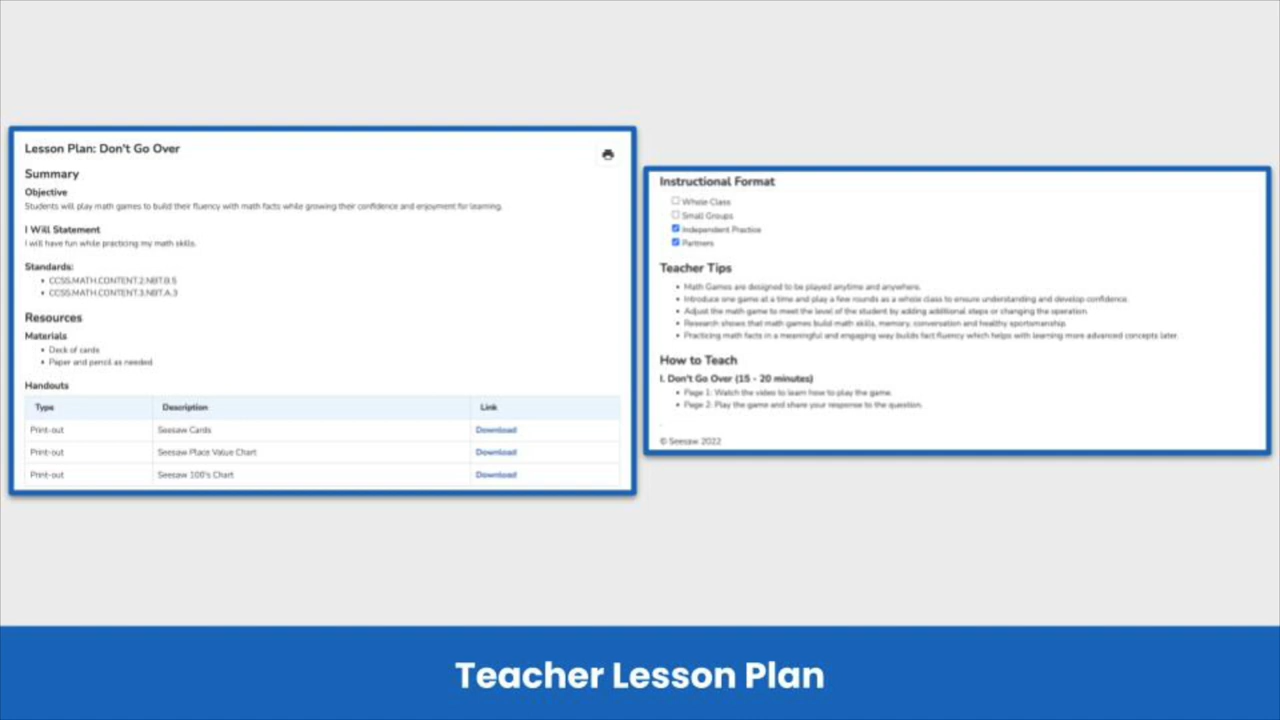 Lesson Plan: Don't Go Over
Summary
Objective
Students will play math games to build their fluency with math facts while growing their confidence and enjoyment for learning.
I Will Statement
I will have fun while practicing my math skills.
Standards:
• CCSS.MATH.CONTENT.2.NBT.B.5
• CCSS.MATH.CONTENT.3.NBT.A.3
Resources
Materials
• Deck of cards
• Paper and pencil as needed
Handouts
Type Description Link
Print-out Seesaw Cards Download
Print-out Seesaw Place Value Chart Download
Print-out Seesaw 100's Chart Download
Instructional Format
Whole Class
Small Groups
Independent Practice
Partners
Teacher Tips
• Math Games are designed to be played anytime and anywhere.
• Introduce one game at a time and play a few rounds as a whole class to ensure understanding and develop confidence.
• Adjust the math game to meet the level of the student by adding additional steps or changing the operation.
• Research shows that math games build math skills, memory, conversation and healthy sportsmanship.
• Practicing math facts in a meaningful and engaging way builds fact fluency which helps with learning more advanced concepts later.
How to Teach
I. Don't Go Over (15 - 20 minutes)
• Page 1: Watch the video to learn how to play the game.
• Page 2: Play the game and share your response to the question.
© Seesaw 2022
Teacher Lesson Plan